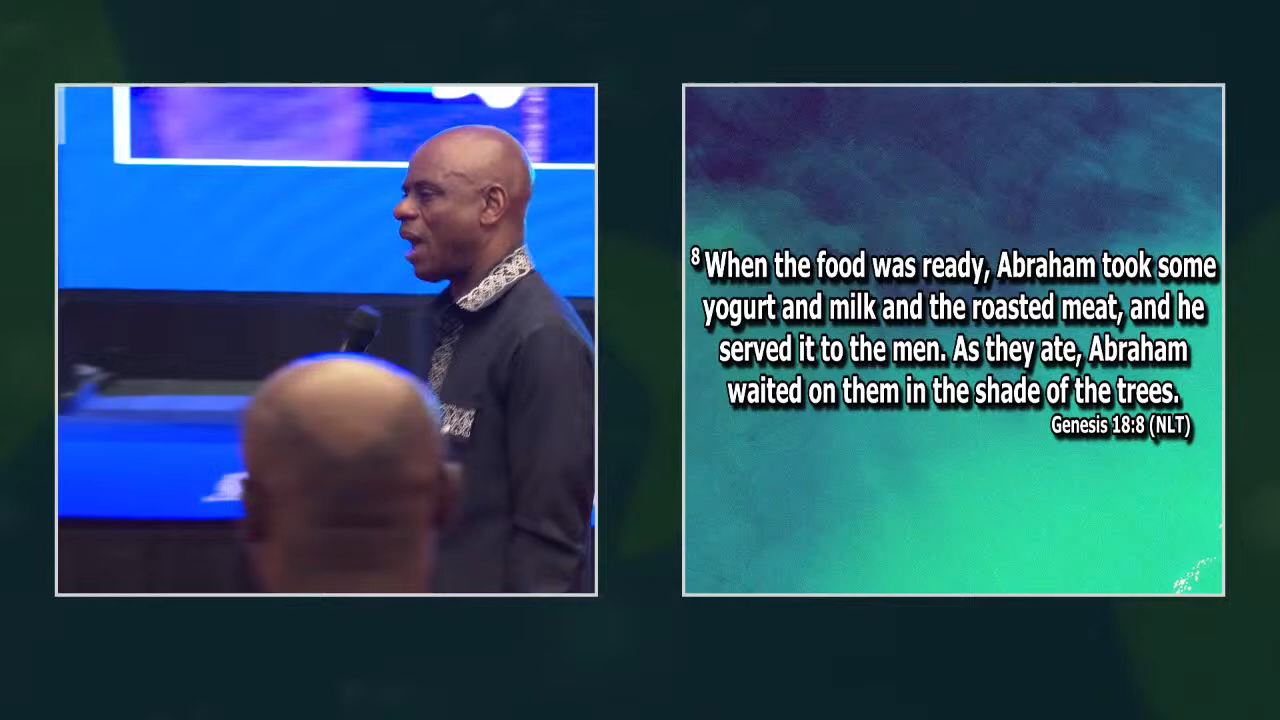 8 When the food was ready, Abraham took some
yogurt and milk and the roasted meat, and he
served it to the men. As they ate, Abraham
waited on them in the shade of the trees.
Genesis 18:8 (NLT)